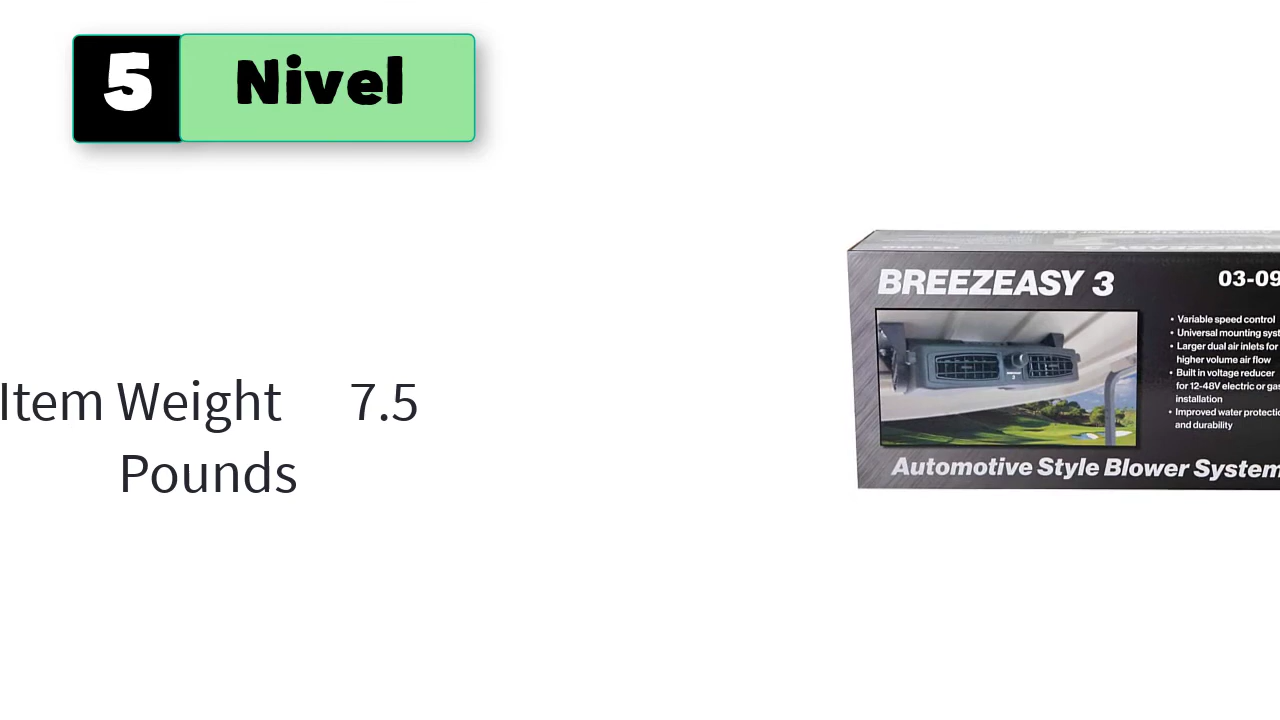 5 Nivel
BREEZEASY 3
03-09
• Variable speed control
• Universal mounting syst
• Larger dual air inlets for
higher volume air flow
• Built in voltage reducer
for 12-48V electric or gas
installation
• Improved water protectio
and durability
Item Weight 7.5
Pounds
Automotive Style Blower System